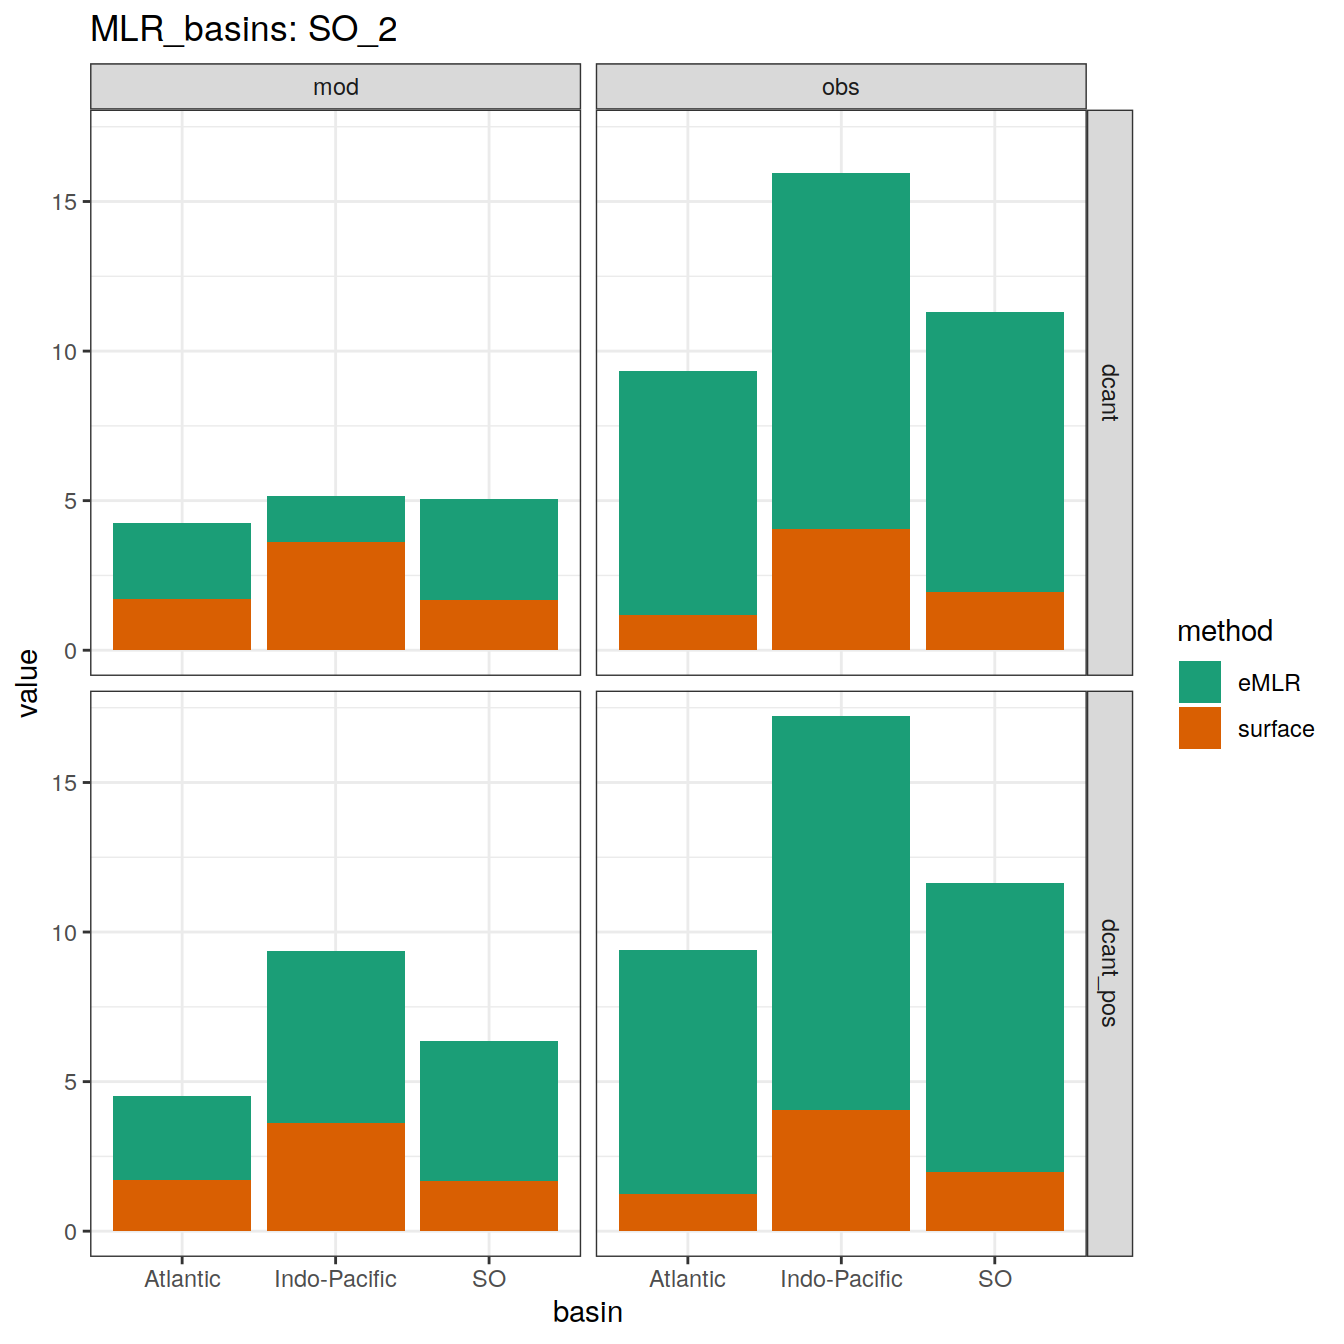 MLR_basins: SO_2
mod
obs
15
10
5
0
dcant
15
10
5
0
dcant_pos
value
Atlantic
Indo-Pacific
SO
Atlantic
Indo-Pacific
SO
basin
method
eMLR
surface